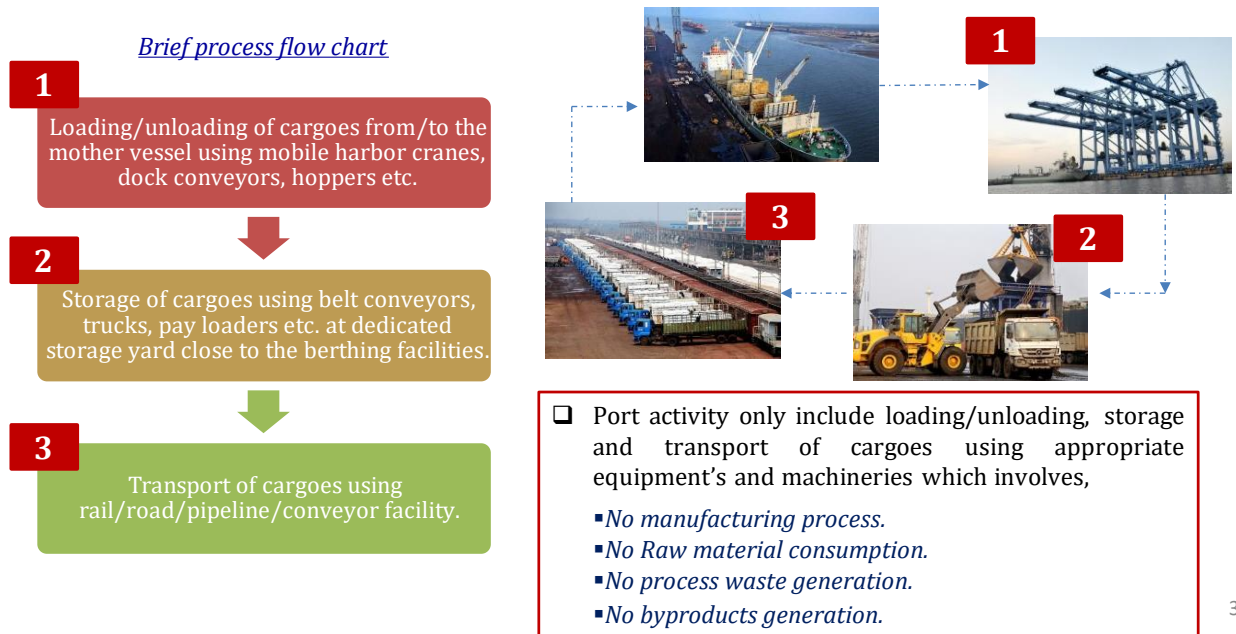 Brief process flow chart
1
Loading/unloading of cargoes from/to the
mother vessel using mobile harbor cranes,
dock conveyors, hoppers etc.
2
Storage of cargoes using belt conveyors,
trucks, pay loaders etc. at dedicated
storage yard close to the berthing facilities.
3
Transport of cargoes using
rail/road/pipeline/conveyor facility.
1
3
2
❑ Port activity only include loading/unloading, storage
and transport of cargoes using appropriate
equipment’s and machineries which involves,
▪No manufacturing process.
▪No Raw material consumption.
▪No process waste generation.
▪No byproducts generation.
3